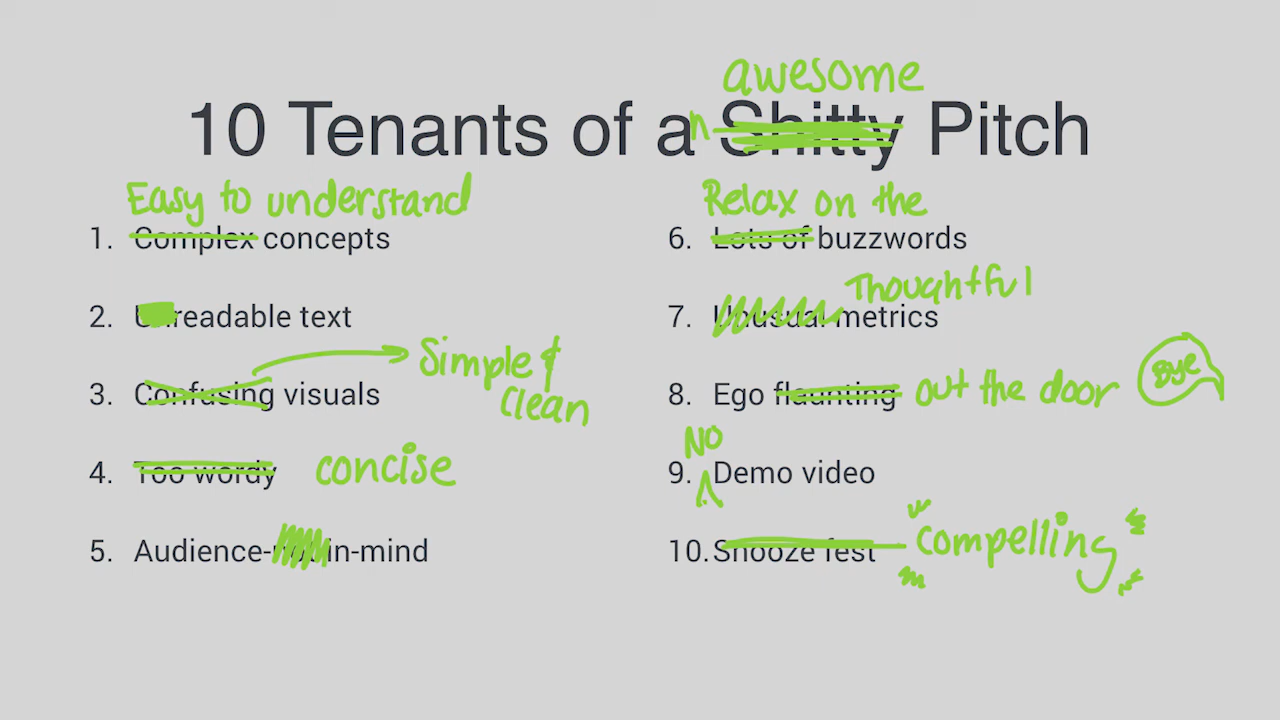 awesome
10 Tenants of an Shitty Pitch
Easy to understand
1. Complex concepts
2. Unreadable text
3. Confusing visuals
Simple &
Clean
4. Too wordy concise
5. Audience-not-in-mind
Relax on the
6. Lots of buzzwords
Thoughtful
7. Unusual metrics
8. Ego flaunting out the door Bye
NO
9. Demo video
10. Snooze fest compelling